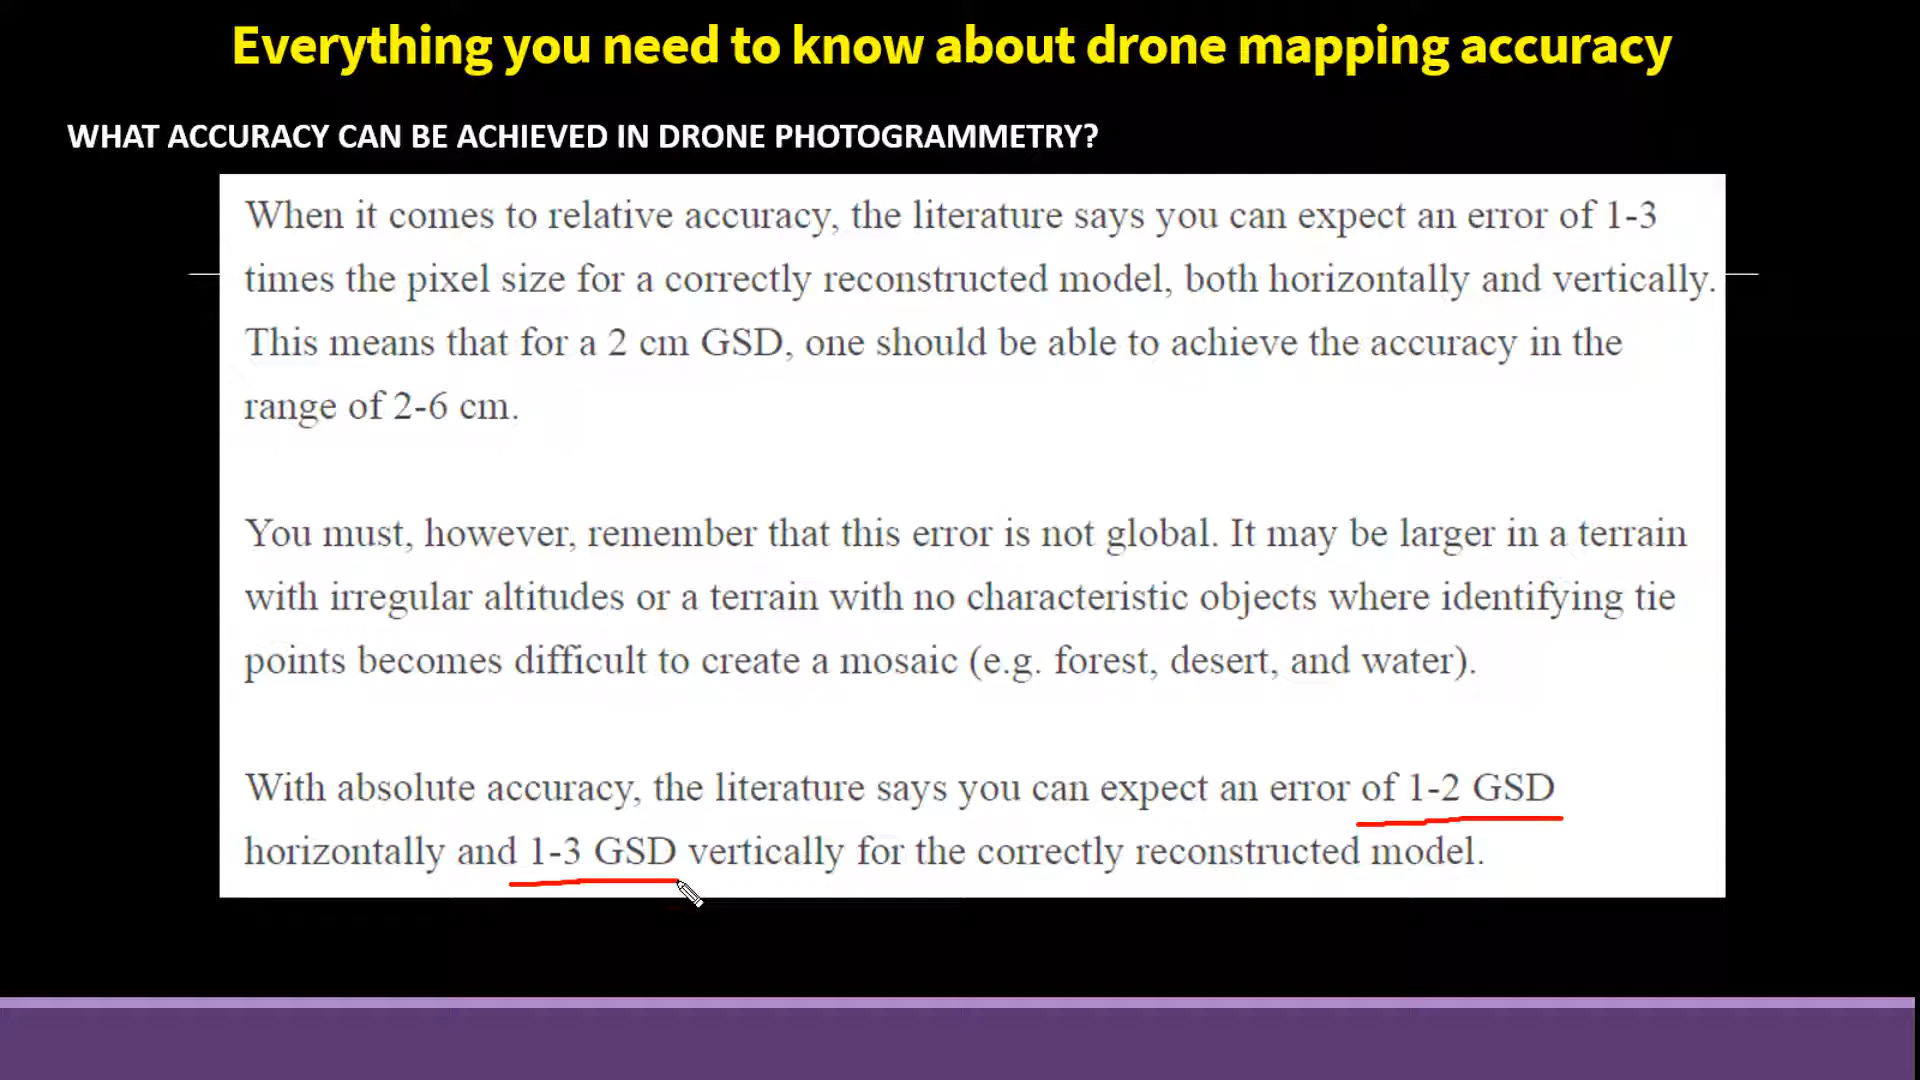 Everything you need to know about drone mapping accuracy
WHAT ACCURACY CAN BE ACHIEVED IN DRONE PHOTOGRAMMETRY?
When it comes to relative accuracy, the literature says you can expect an error of 1-3
times the pixel size for a correctly reconstructed model, both horizontally and vertically.
This means that for a 2 cm GSD, one should be able to achieve the accuracy in the
range of 2-6 cm.
You must, however, remember that this error is not global. It may be larger in a terrain
with irregular altitudes or a terrain with no characteristic objects where identifying tie
points becomes difficult to create a mosaic (e.g. forest, desert, and water).
With absolute accuracy, the literature says you can expect an error of 1-2 GSD
horizontally and 1-3 GSD vertically for the correctly reconstructed model.